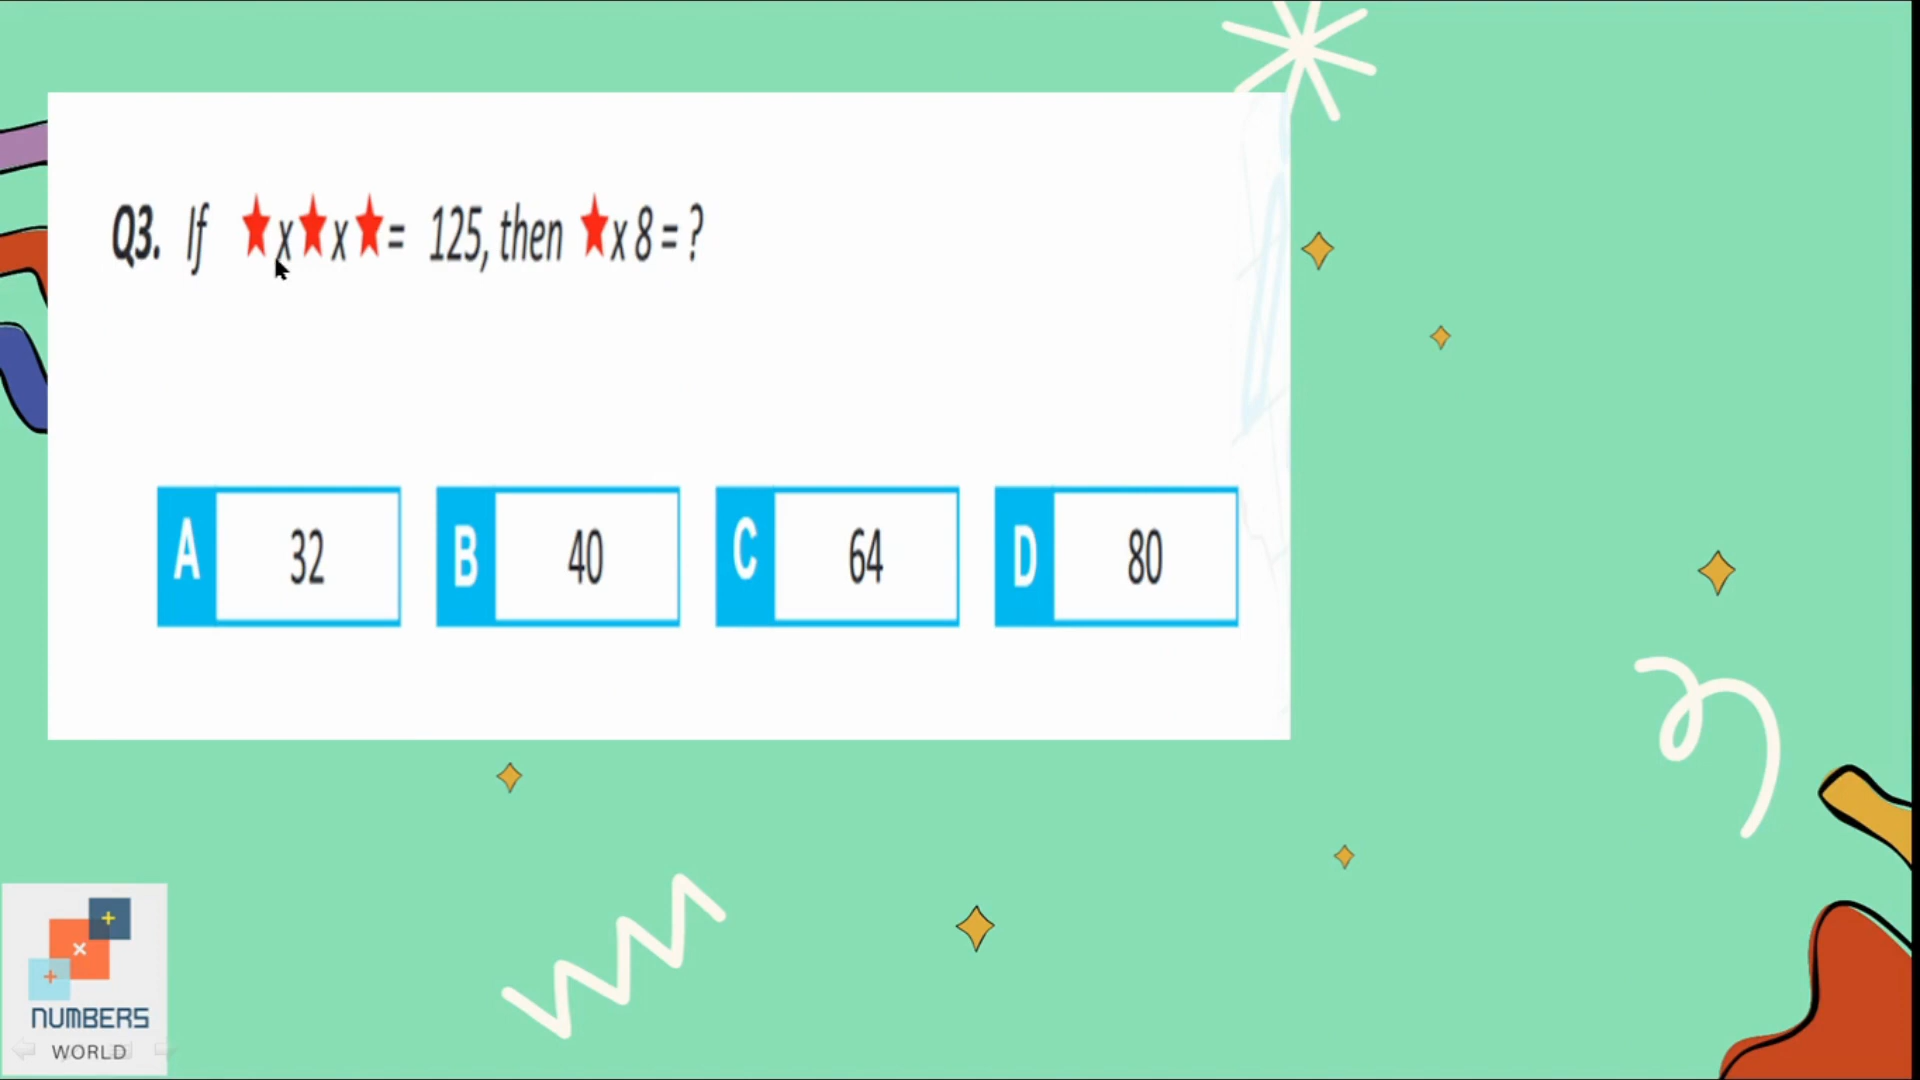 Q3. If ★x★x★= 125, then ★x 8 = ?
A 32
B 40
C 64
D 80
NUMBERS
WORLD